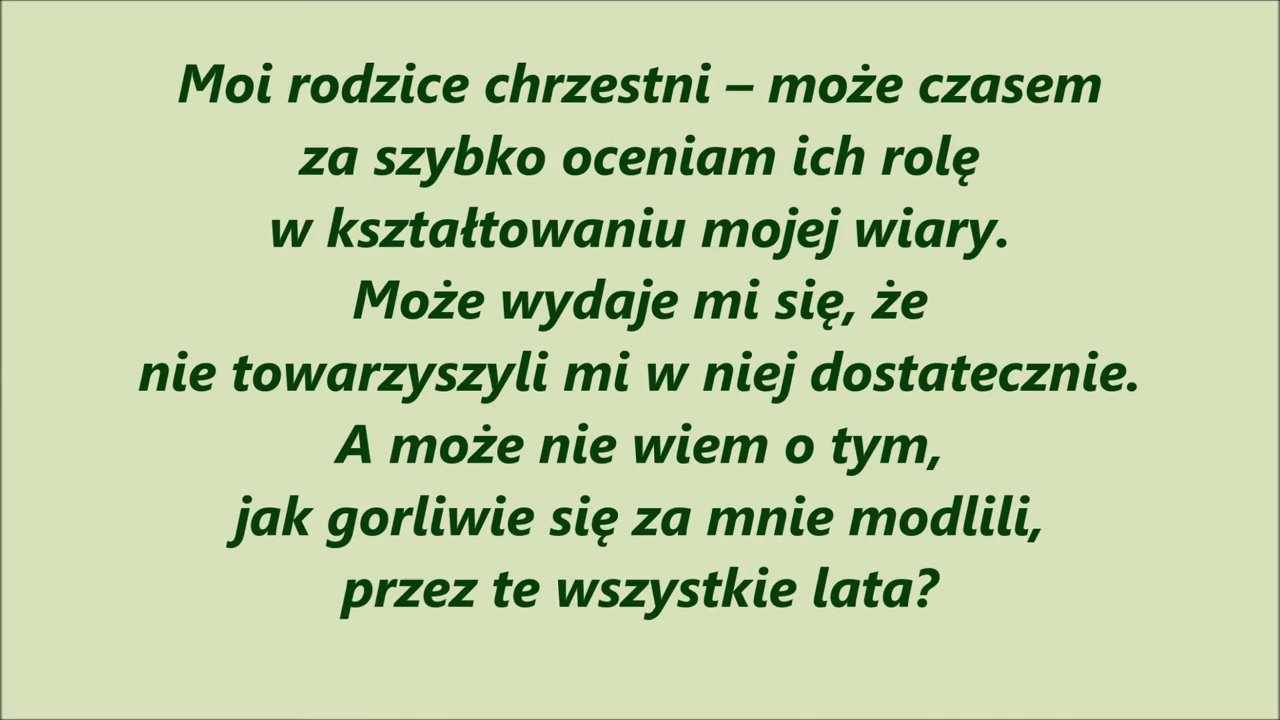 Moi rodzice chrzestni – może czasem
za szybko oceniam ich rolę
w kształtowaniu mojej wiary.
Może wydaje mi się, że
nie towarzyszyli mi w niej dostatecznie.
A może nie wiem o tym,
jak gorliwie się za mnie modlili,
przez te wszystkie lata?